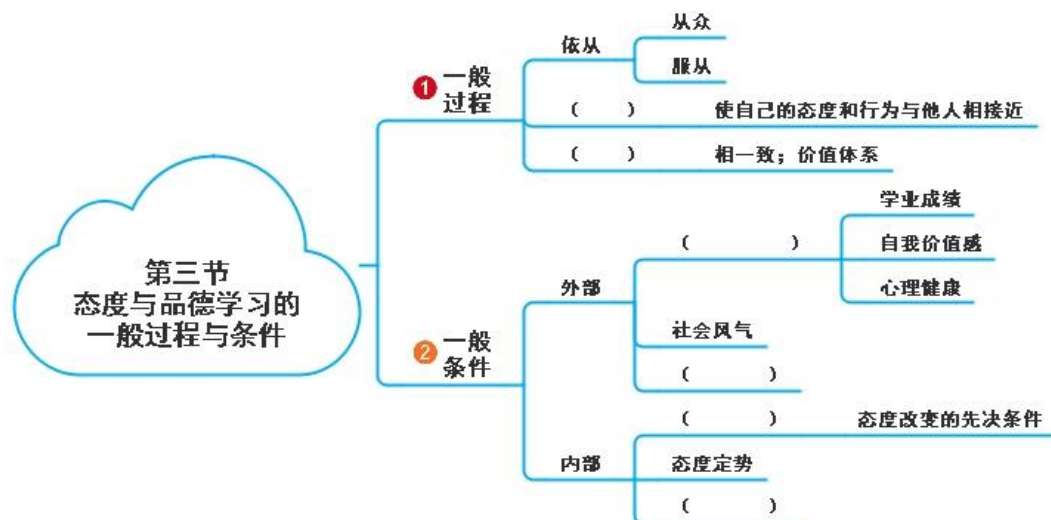 第三节
态度与品德学习的
一般过程与条件
1 一般
过程
依从
从众
服从
( ) 使自己的态度和行为与他人相接近
( ) 相一致；价值体系
2 一般
条件
外部
( )
学业成绩
自我价值感
心理健康
社会风气
( )
内部
( ) 态度改变的先决条件
态度定势
( )